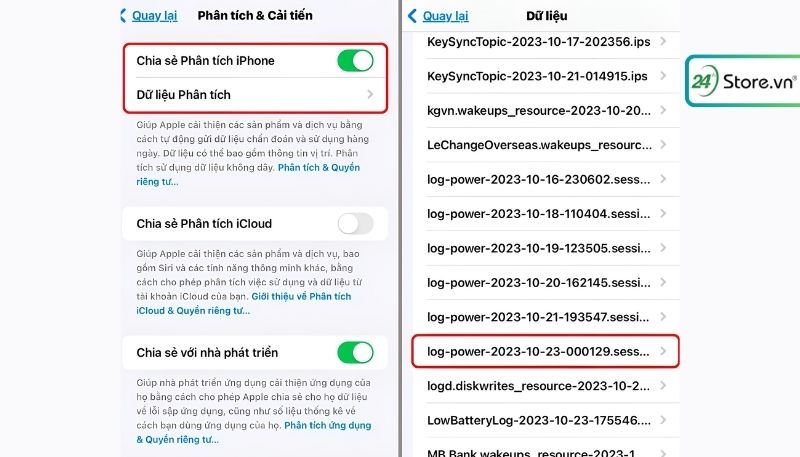 Quay lại
Phân tích & Cải tiến
Chia sẻ Phân tích iPhone
Dữ liệu Phân tích
Giúp Apple cải thiện các sản phẩm và dịch vụ bằng
cách tự động gửi dữ liệu chẩn đoán và sử dụng hàng
ngày. Dữ liệu có thể bao gồm thông tin vị trí. Phân
tích sử dụng dữ liệu không dây. Phân tích & Quyền
riêng tư...
Chia sẻ Phân tích iCloud
Giúp Apple cải thiện các sản phẩm và dịch vụ, bao
gồm Siri và các tính năng thông minh khác, bằng
cách cho phép phân tích việc sử dụng và dữ liệu từ
tài khoản iCloud của bạn. Giới thiệu về Phân tích
iCloud & Quyền riêng tư...
Chia sẻ với nhà phát triển
Giúp nhà phát triển ứng dụng cải thiện ứng dụng của
họ bằng cách cho phép Apple chia sẻ cho họ dữ liệu
về lỗi sập ứng dụng, cũng như số liệu thống kê về
cách bạn dùng ứng dụng của họ. Phân tích ứng dụng
& Quyền riêng tư...
Quay lại
Dữ liệu
KeySyncTopic-2023-10-17-202356.ips
KeySyncTopic-2023-10-21-014915.ips
kgvn.wakeups_resource-2023-10-20...
LeChangeOverseas.wakeups_resourc...
log-power-2023-10-16-230602.sessi...
log-power-2023-10-18-110404.sessi...
log-power-2023-10-19-123505.sessi...
log-power-2023-10-20-162145.sessi...
log-power-2023-10-21-193547.sessi...
log-power-2023-10-23-000129.sess...
logd.diskwrites_resource-2023-10-2...
LowBatteryLog-2023-10-23-175546....
MB Bank.wakeups_resource-2023-1...
24h Store.vn®